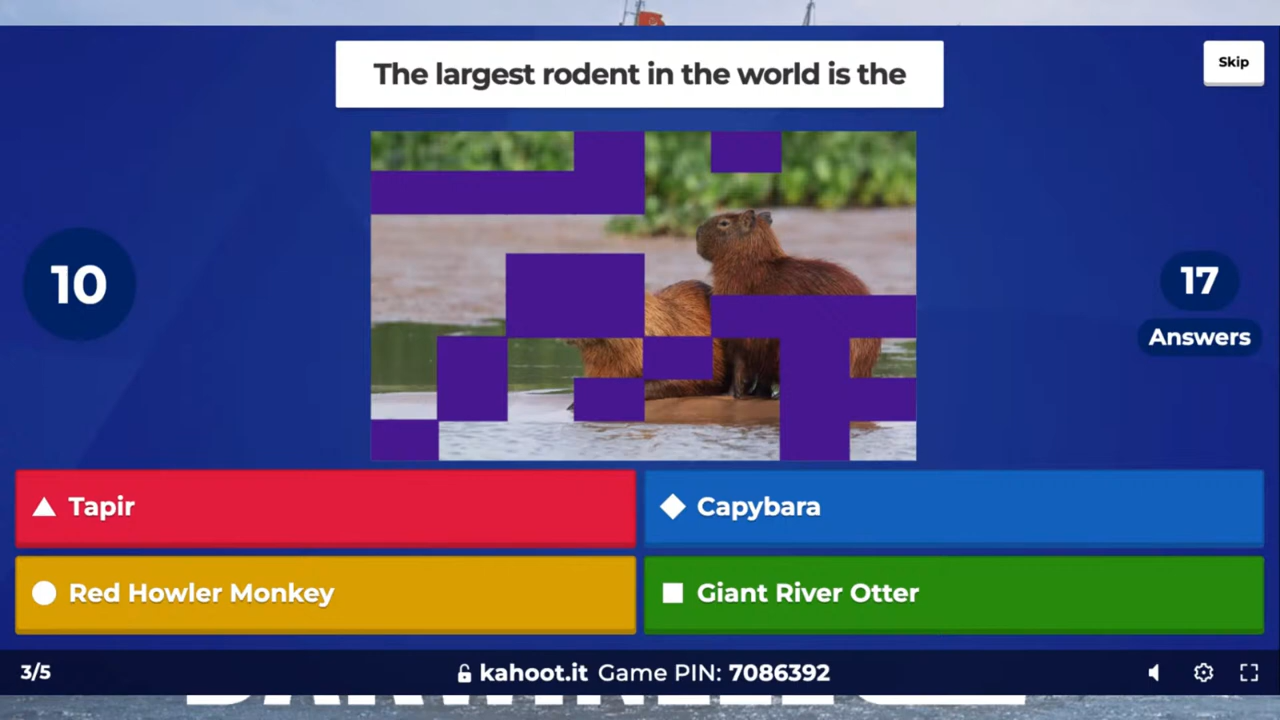 The largest rodent in the world is the
Skip
10
17
Answers
Tapir
Capybara
Red Howler Monkey
Giant River Otter
3/5
kahoot.it Game PIN: 7086392